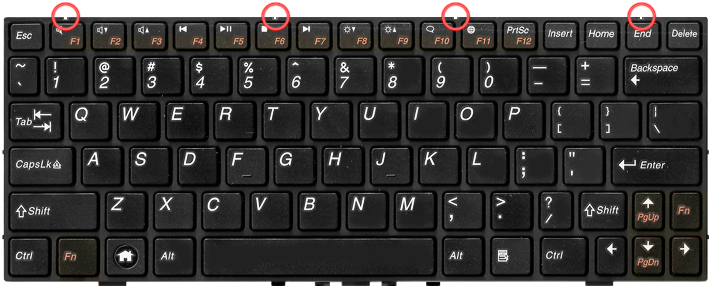 Esc F1 F2 F3 F4 F5 F6 F7 F8 F9 F10 F11 PrtSc F12 Insert Home End Delete
~ ` ! 1 @ 2 # 3 $ 4 % 5 ^ 6 & 7 * 8 ( 9 ) 0 — - + = Backspace
Tab Q W E R T Y U I O P { [ } ] | \
CapsLk A S D F G H J K L : ; " ' Enter
Shift Z X C V B N M < , > . ? / Shift PgUp Fn
Ctrl Fn Alt Alt Ctrl PgDn